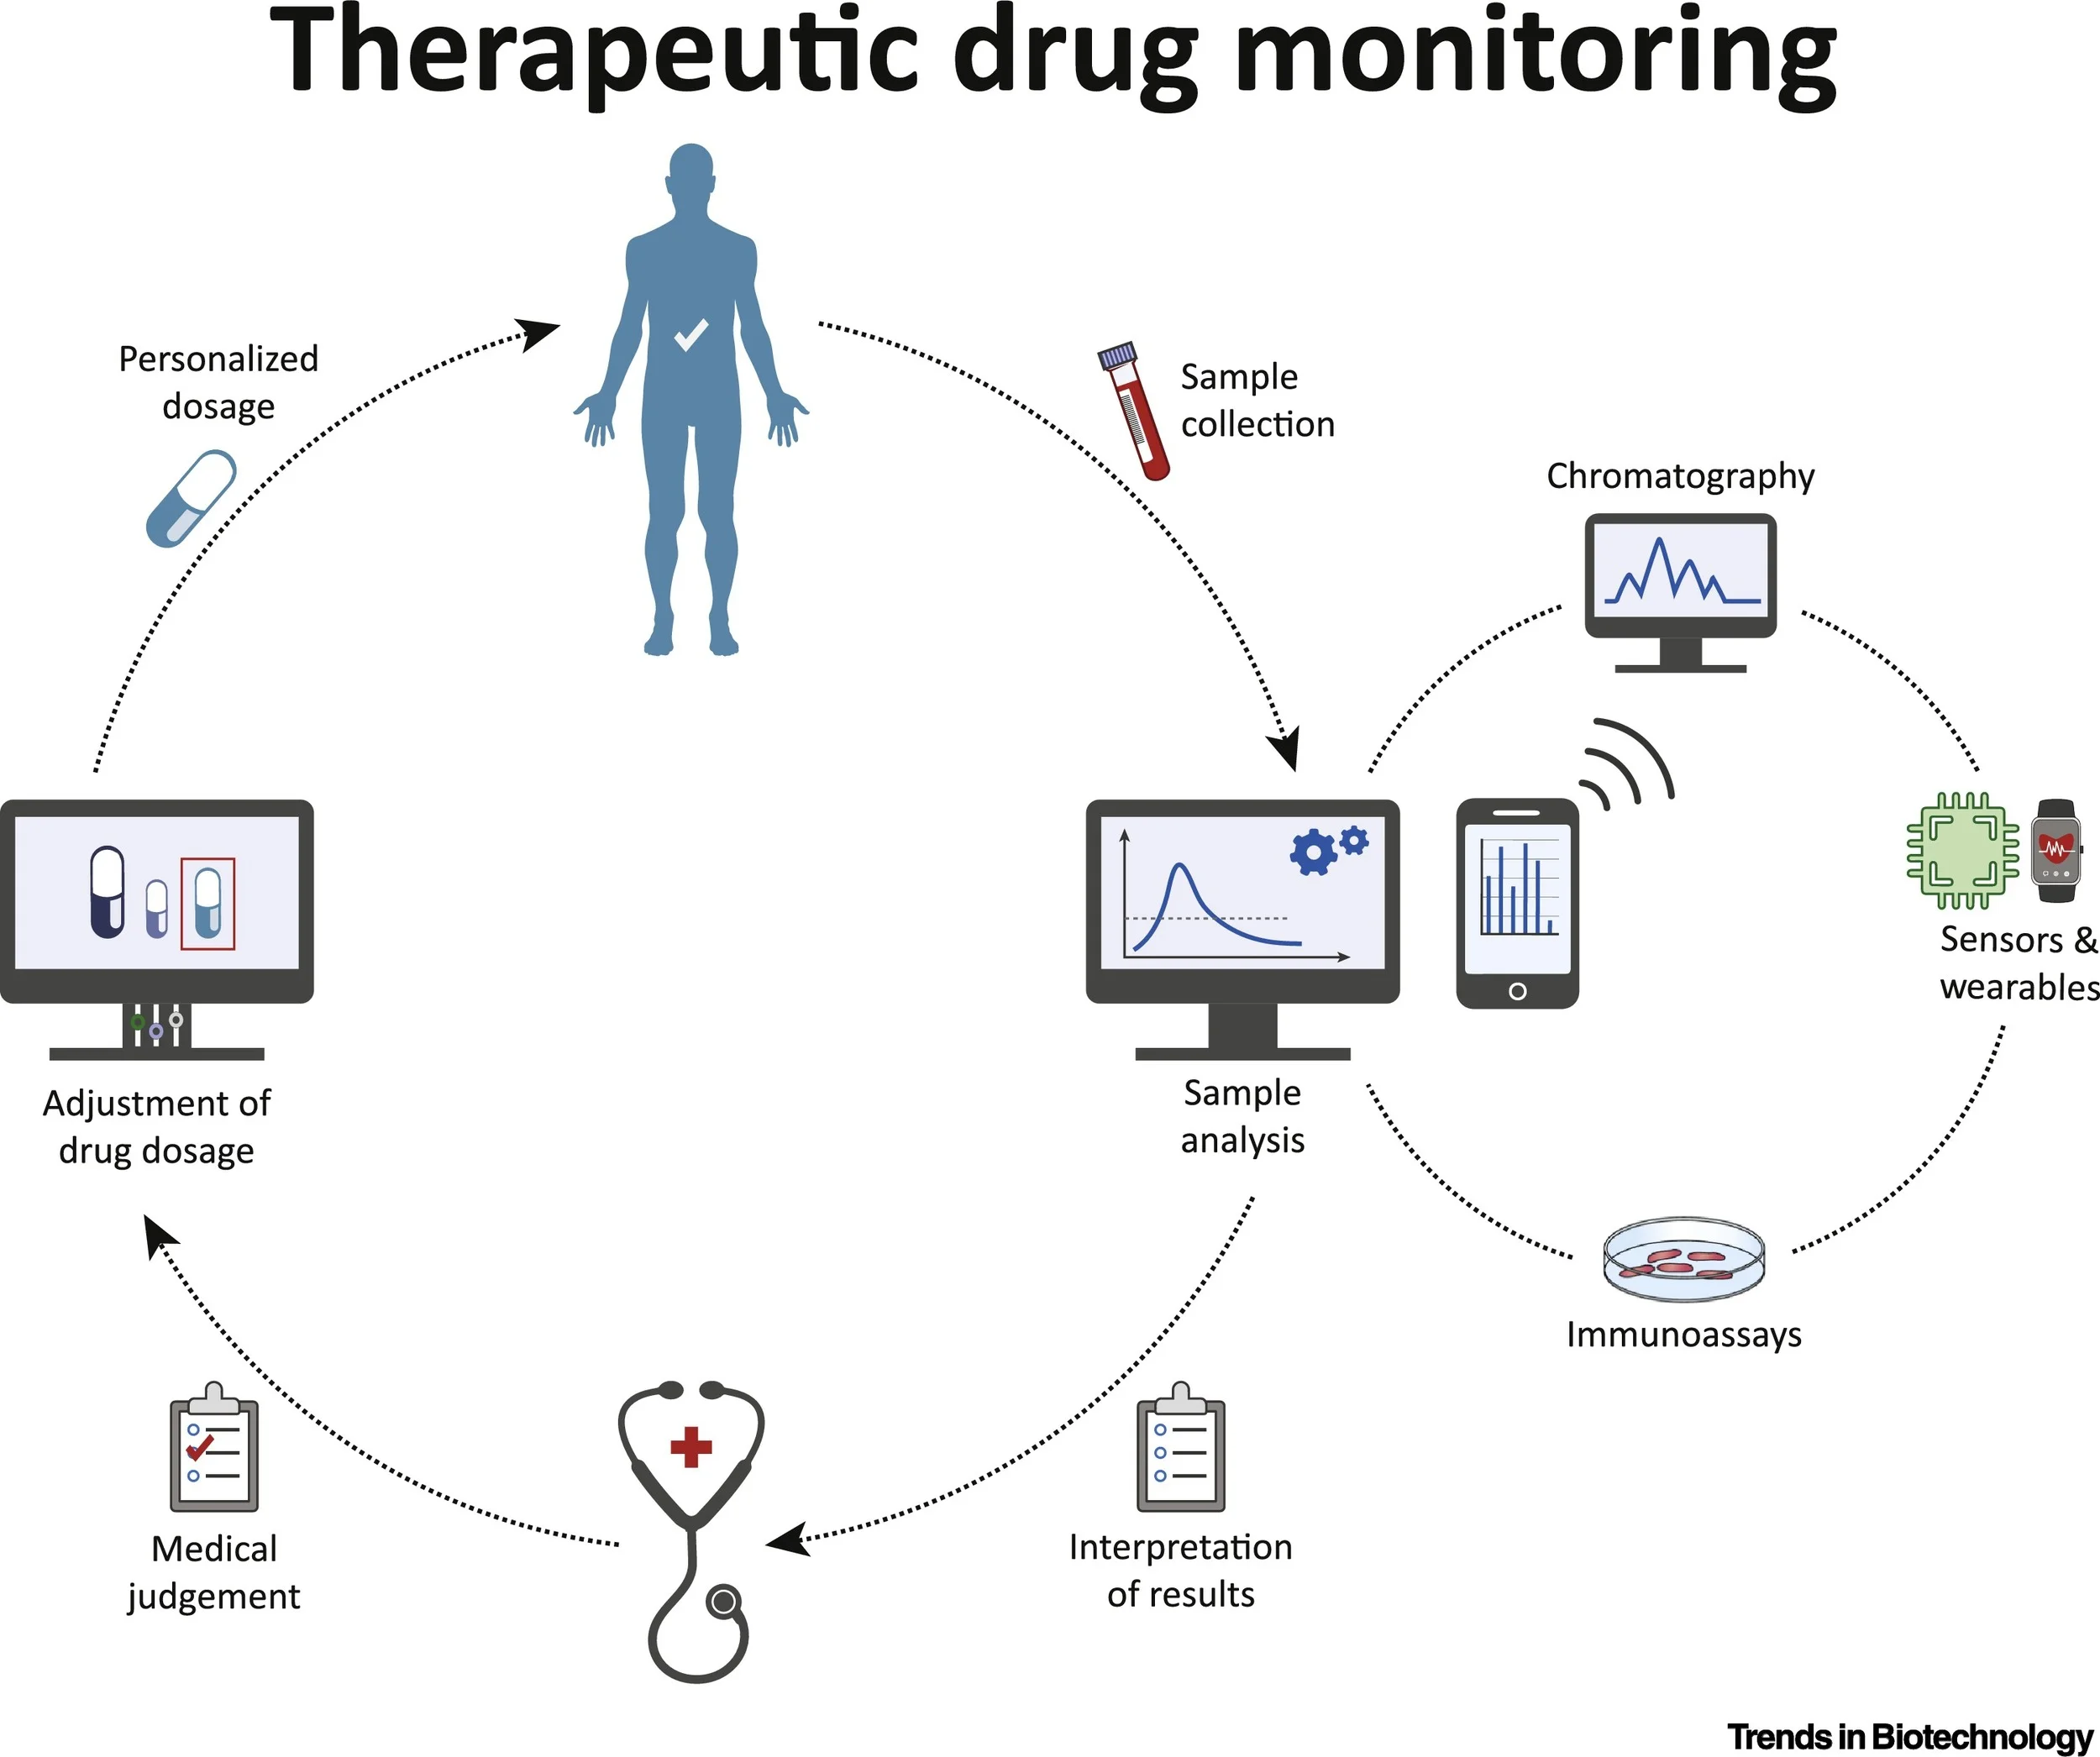 Therapeutic drug monitoring
Personalized
dosage
Sample
collection
Chromatography
Sensors &
wearables
Adjustment of
drug dosage
Sample
analysis
Immunoassays
Medical
judgement
Interpretation
of results
Trends in Biotechnology